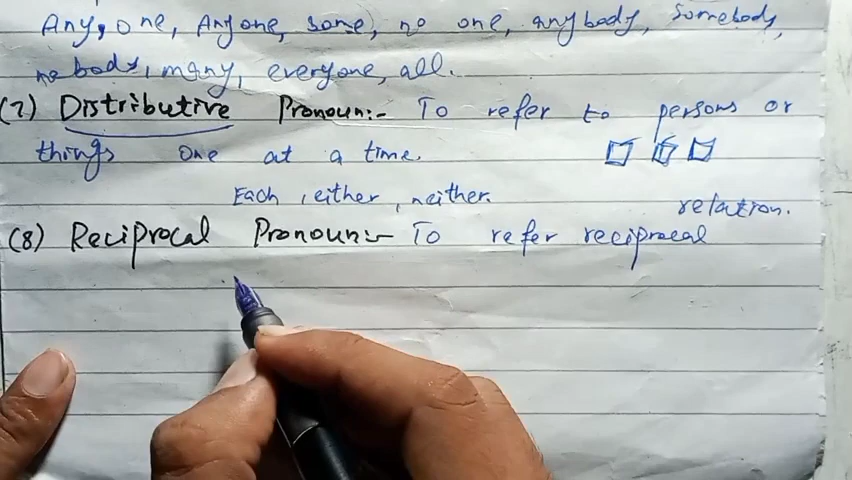 Any, one, Anyone, some, no one, anybody, Somebody,
nobody, many, everyone, all.
(7) Distributive Pronoun:- To refer to persons or
things one at a time.
Each, either, neither.
relation.
(8) Reciprocal Pronoun:- To refer reciprocal